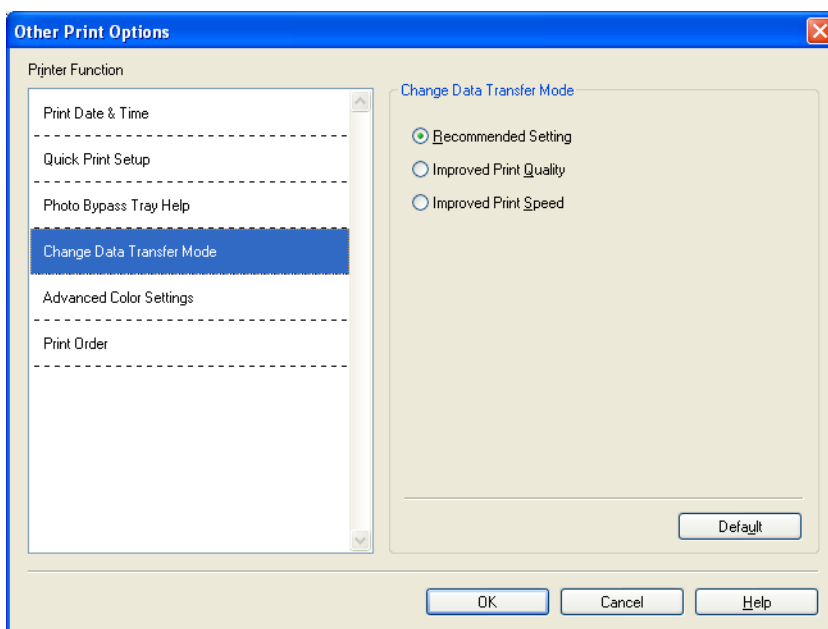 Other Print Options
Printer Function
Print Date & Time
Quick Print Setup
Photo Bypass Tray Help
Change Data Transfer Mode
Advanced Color Settings
Print Order
Change Data Transfer Mode
Recommended Setting
Improved Print Quality
Improved Print Speed
Default
OK
Cancel
Help